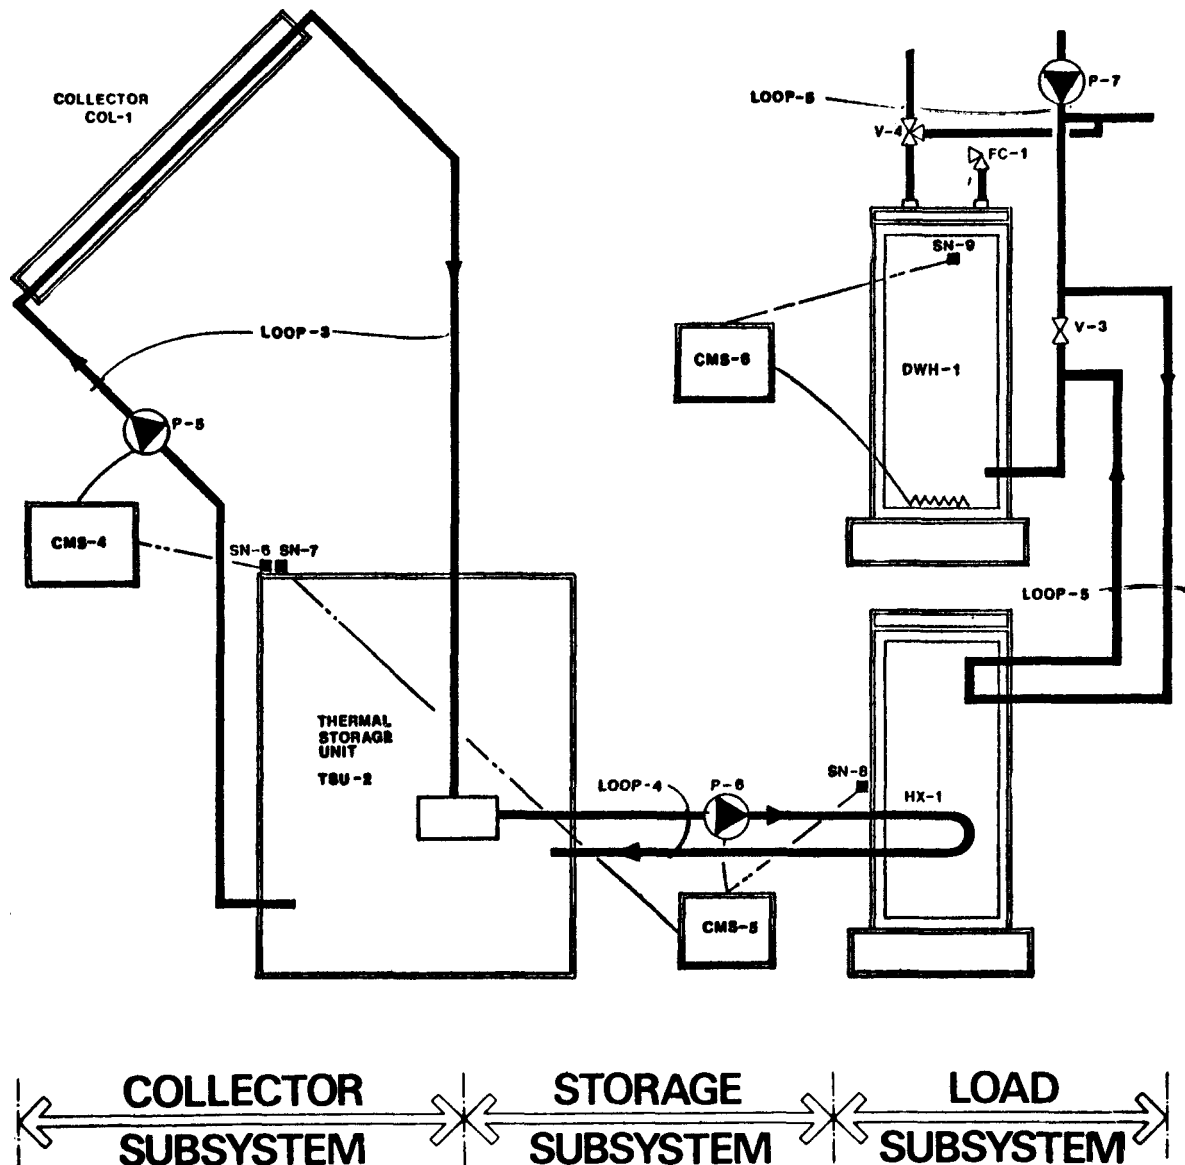 COLLECTOR
COL-1
LOOP-5
P-7
V-4
FC-1
SN-9
LOOP-3
V-3
CMS-6
DWH-1
P-5
CMS-4
SN-6 SN-7
LOOP-5
THERMAL
STORAGE
UNIT
TSU-2
SN-8
LOOP-4
P-6
HX-1
CMS-5
COLLECTOR
SUBSYSTEM
STORAGE
SUBSYSTEM
LOAD
SUBSYSTEM